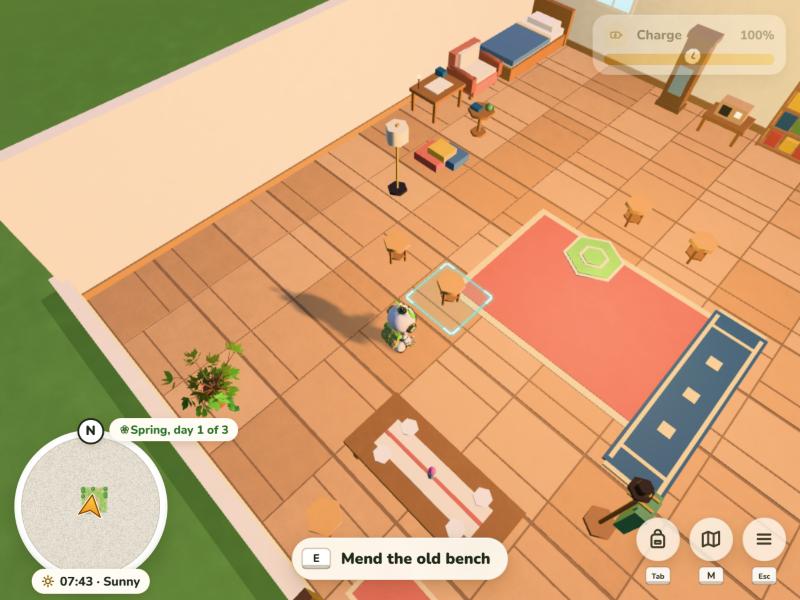 Charge 100%
N
Spring, day 1 of 3
07:43 · Sunny
E Mend the old bench
Tab M Esc